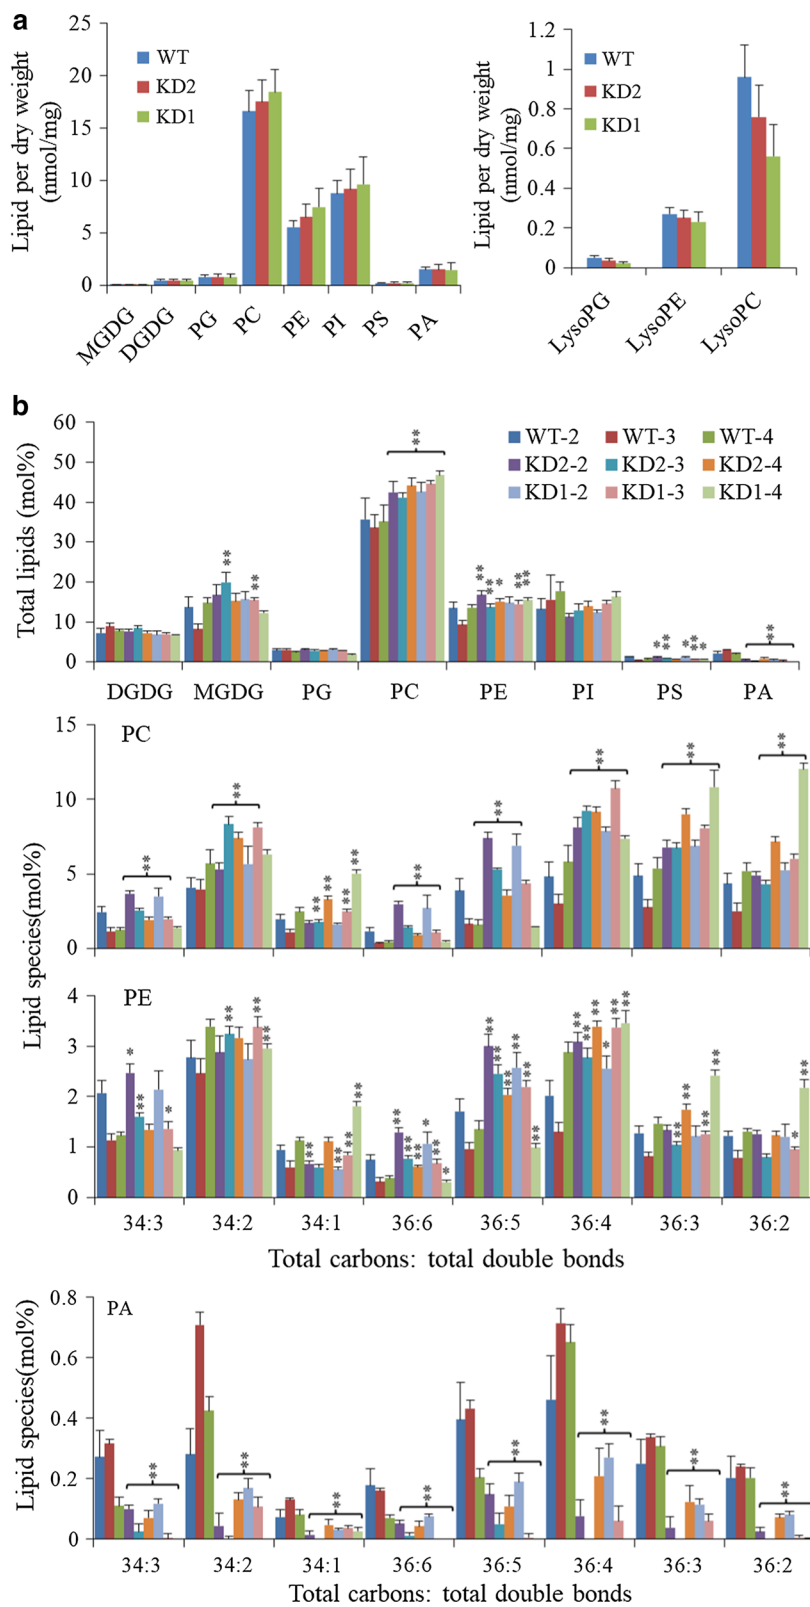 a
25
20
15
10
5
0
Lipid per dry weight
(nmol/mg)
WT
KD2
KD1
MGDG
DGDG
PG
PC
PE
PI
PS
PA
1.2
1
0.8
0.6
0.4
0.2
0
Lipid per dry weight
(nmol/mg)
WT
KD2
KD1
LysoPG
LysoPE
LysoPC
b
60
50
40
30
20
10
0
Total lipids (mol%)
WT-2 WT-3 WT-4
KD2-2 KD2-3 KD2-4
KD1-2 KD1-3 KD1-4
** ** ** ** ** * ** ** * ** * ** * **
DGDG MGDG PG PC PE PI PS PA
Lipid species(mol%)
PC
15
10
5
0
** ** ** ** ** ** ** ** ** ** **
PE
4
3
2
1
0
* ** * ** ** ** ** ** ** ** ** ** ** ** * ** * ** ** ** ** ** ** ** ** ** * ** ** ** ** ** * **
34:3 34:2 34:1 36:6 36:5 36:4 36:3 36:2
Total carbons: total double bonds
Lipid species(mol%)
PA
0.8
0.6
0.4
0.2
0
** ** ** ** ** ** ** **
34:3 34:2 34:1 36:6 36:5 36:4 36:3 36:2
Total carbons: total double bonds